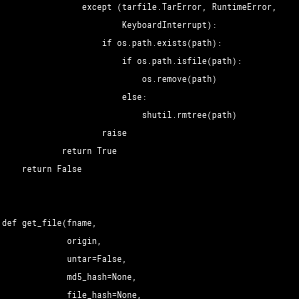 except (tarfile.TarError, RuntimeError,
KeyboardInterrupt):
if os.path.exists(path):
if os.path.isfile(path):
os.remove(path)
else:
shutil.rmtree(path)
raise
return True
return False
def get_file(fname,
origin,
untar=False,
md5_hash=None,
file_hash=None,